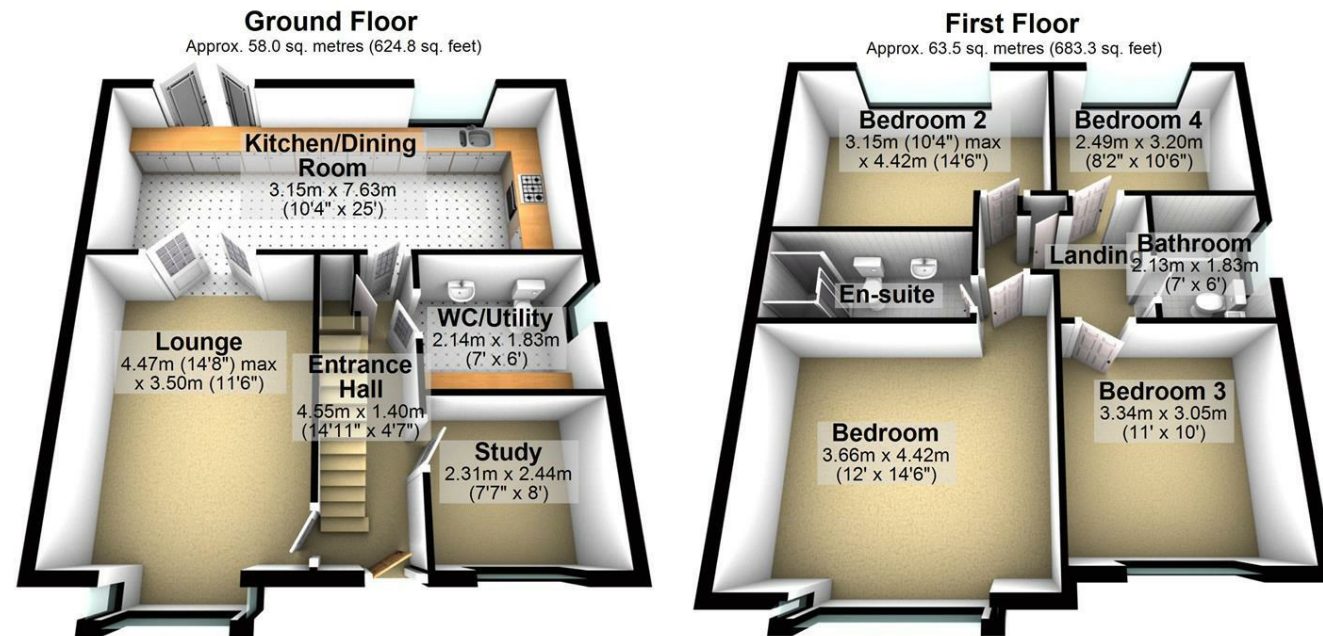 Ground Floor
Approx. 58.0 sq. metres (624.8 sq. feet)
Kitchen/Dining
Room
3.15m x 7.63m
(10'4" x 25')
Lounge
4.47m (14'8") max
x 3.50m (11'6")
Entrance
Hall
4.55m x 1.40m
(14'11" x 4'7")
WC/Utility
2.14m x 1.83m
(7' x 6')
Study
2.31m x 2.44m
(7'7" x 8')
First Floor
Approx. 63.5 sq. metres (683.3 sq. feet)
Bedroom 2
3.15m (10'4") max
x 4.42m (14'6")
Bedroom 4
2.49m x 3.20m
(8'2" x 10'6")
En-suite
Landing
Bathroom
2.13m x 1.83m
(7' x 6')
Bedroom
3.66m x 4.42m
(12' x 14'6")
Bedroom 3
3.34m x 3.05m
(11' x 10')